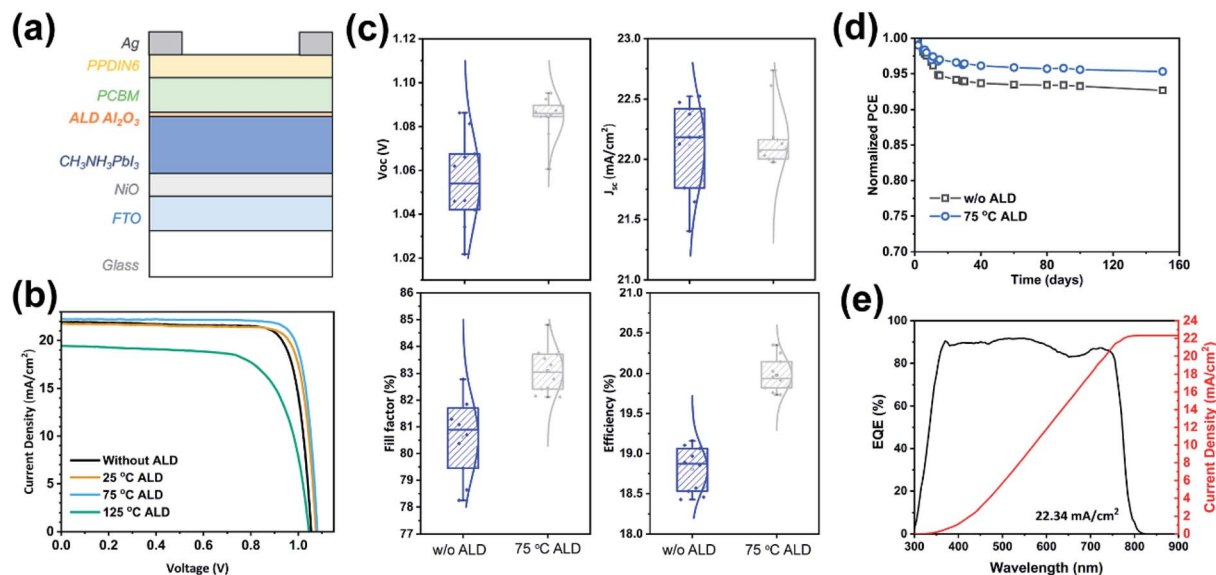 (a)
Ag
PPDIN6
PCBM
ALD Al₂O₃
CH₃NH₃PbI₃
NiO
FTO
Glass
(b)
Current Density (mA/cm²)
20
10
0
Without ALD
25 °C ALD
75 °C ALD
125 °C ALD
0.0 0.2 0.4 0.6 0.8 1.0
Voltage (V)
(c)
Voc (V)
1.12
1.10
1.08
1.06
1.04
1.02
Jsc (mA/cm²)
23.0
22.5
22.0
21.5
21.0
Fill factor (%)
86
85
84
83
82
81
80
79
78
77
w/o ALD 75 °C ALD
Efficiency (%)
21.0
20.5
20.0
19.5
19.0
18.5
18.0
w/o ALD 75 °C ALD
(d)
Normalized PCE
1.00
0.95
0.90
0.85
0.80
0.75
0.70
w/o ALD
75 °C ALD
0 20 40 60 80 100 120 140 160
Time (days)
(e)
EQE (%)
100
80
60
40
20
0
22.34 mA/cm²
300 400 500 600 700 800 900
Wavelength (nm)
24
22
20
18
16
14
12
10
8
6
4
2
0
Current Density (mA/cm²)